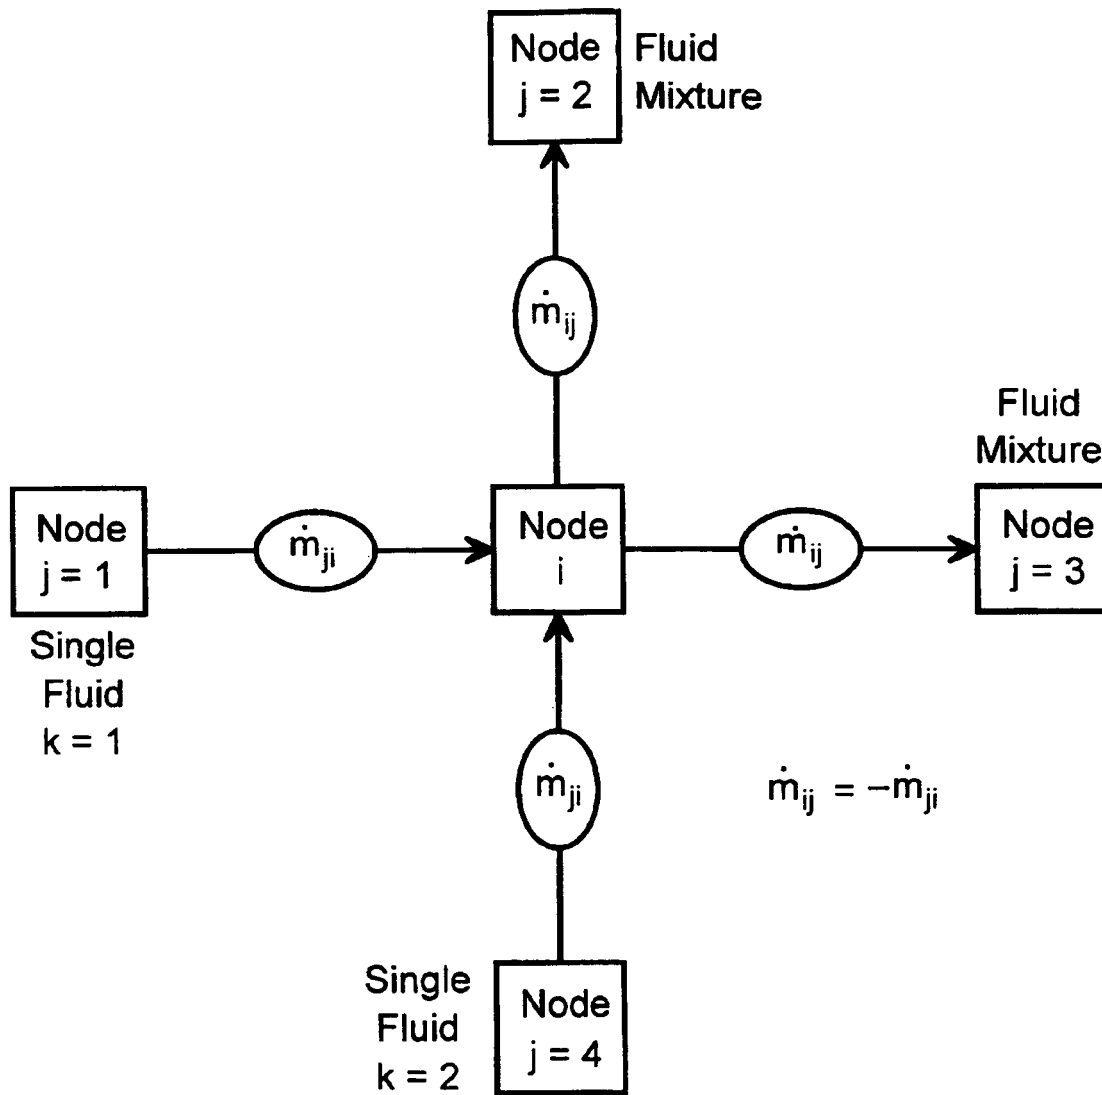 Node
j = 2
Fluid
Mixture
ṁij
Fluid
Mixture
Node
j = 1
ṁji
Node
i
ṁij
Node
j = 3
Single
Fluid
k = 1
ṁji
ṁij = −ṁji
Single
Fluid
k = 2
Node
j = 4